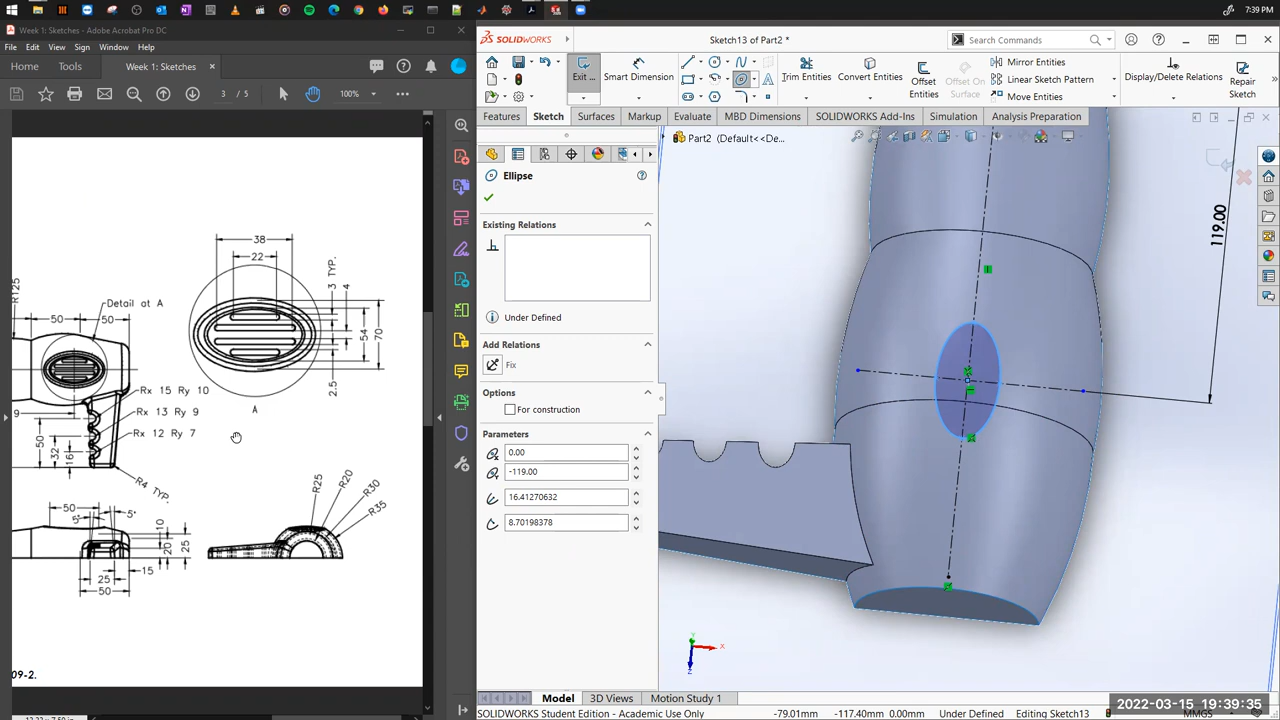 7:39 PM
Week 1: Sketches - Adobe Acrobat Pro DC
File Edit View Sign Window Help
Home Tools Week 1: Sketches
3 / 5 100%
38
22
3 TYP.
4
54
70
2.5
A
R125
Detail at A
50 50
Rx 15 Ry 10
Rx 13 Ry 9
Rx 12 Ry 7
9
50
32
16
R4 TYP.
50
5° 5°
10
20
25
15
25
50
R25
R20
R30
R35
09-2.
SOLIDWORKS
Sketch13 of Part2 *
Search Commands
Exit ...
Smart Dimension
Trim Entities
Convert Entities
Offset Entities
Offset On Surface
Mirror Entities
Linear Sketch Pattern
Move Entities
Display/Delete Relations
Repair Sketch
Features Sketch Surfaces Markup Evaluate MBD Dimensions SOLIDWORKS Add-Ins Simulation Analysis Preparation
Part2 (Default<<De...
Ellipse
Existing Relations
Under Defined
Add Relations
Fix
Options
For construction
Parameters
0.00
-119.00
16.41270632
8.70198378
119.00
Y
X
Z
Model 3D Views Motion Study 1
SOLIDWORKS Student Edition - Academic Use Only
-79.01mm -117.40mm 0.00mm Under Defined Editing Sketch13 MMGS
2022-03-15 19:39:35